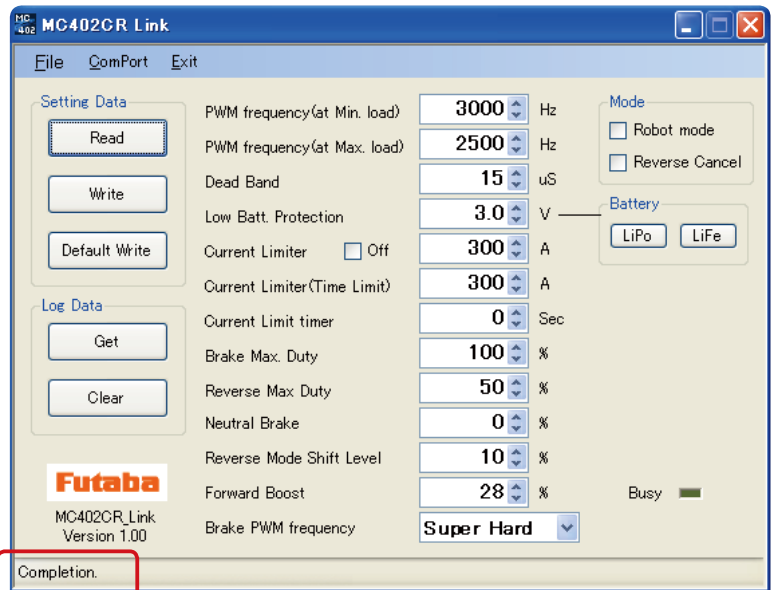 MC-
402 MC402CR Link
File ComPort Exit
Setting Data
Read
Write
Default Write
Log Data
Get
Clear
Futaba
MC402CR_Link
Version 1.00
PWM frequency(at Min. load) 3000 Hz
PWM frequency(at Max. load) 2500 Hz
Dead Band 15 uS
Low Batt. Protection 3.0 V
Current Limiter Off 300 A
Current Limiter(Time Limit) 300 A
Current Limit timer 0 Sec
Brake Max. Duty 100 %
Reverse Max Duty 50 %
Neutral Brake 0 %
Reverse Mode Shift Level 10 %
Forward Boost 28 %
Brake PWM frequency Super Hard
Mode
Robot mode
Reverse Cancel
Battery
LiPo LiFe
Busy
Completion.